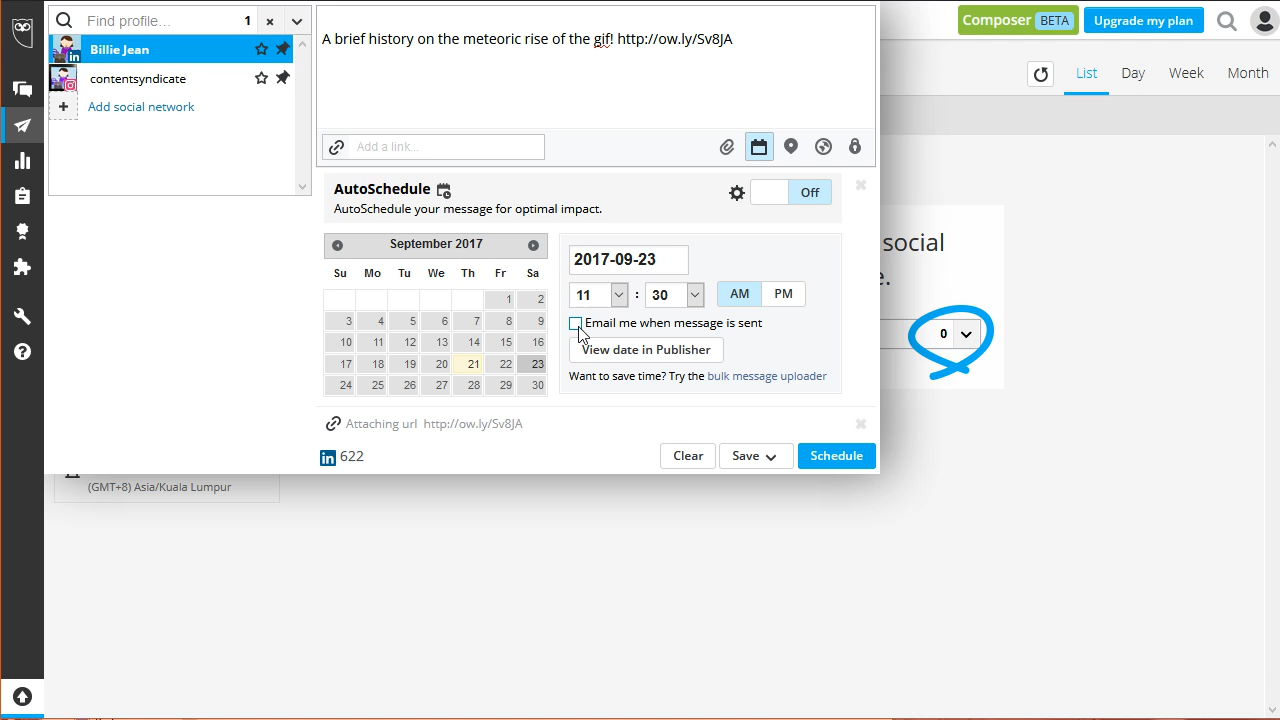 Find profile...
1
Billie Jean
contentsyndicate
Add social network
A brief history on the meteoric rise of the gif! http://ow.ly/Sv8JA
Add a link...
Composer BETA
Upgrade my plan
List
Day
Week
Month
AutoSchedule
AutoSchedule your message for optimal impact.
Off
September 2017
Su Mo Tu We Th Fr Sa
1 2
3 4 5 6 7 8 9
10 11 12 13 14 15 16
17 18 19 20 21 22 23
24 25 26 27 28 29 30
2017-09-23
11 : 30 AM PM
Email me when message is sent
View date in Publisher
Want to save time? Try the bulk message uploader
social
e.
0
Attaching url http://ow.ly/Sv8JA
in 622
Clear
Save
Schedule
(GMT+8) Asia/Kuala Lumpur